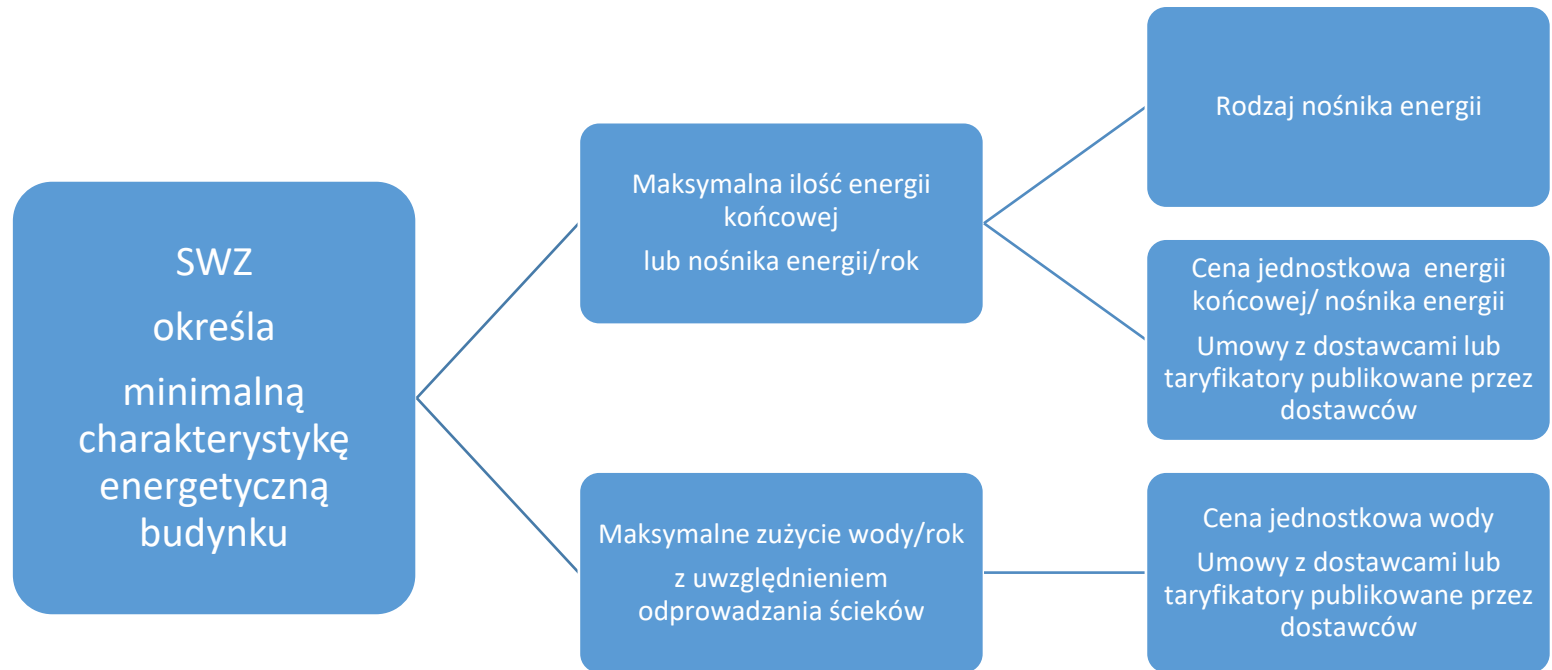 SWZ
określa
minimalną
charakterystykę
energetyczną
budynku
Maksymalna ilość energii
końcowej
lub nośnika energii/rok
Rodzaj nośnika energii
Cena jednostkowa  energii
końcowej/ nośnika energii
Umowy z dostawcami lub
taryfikatory publikowane przez
dostawców
Maksymalne zużycie wody/rok
z uwzględnieniem
odprowadzania ścieków
Cena jednostkowa wody
Umowy z dostawcami lub
taryfikatory publikowane przez
dostawców